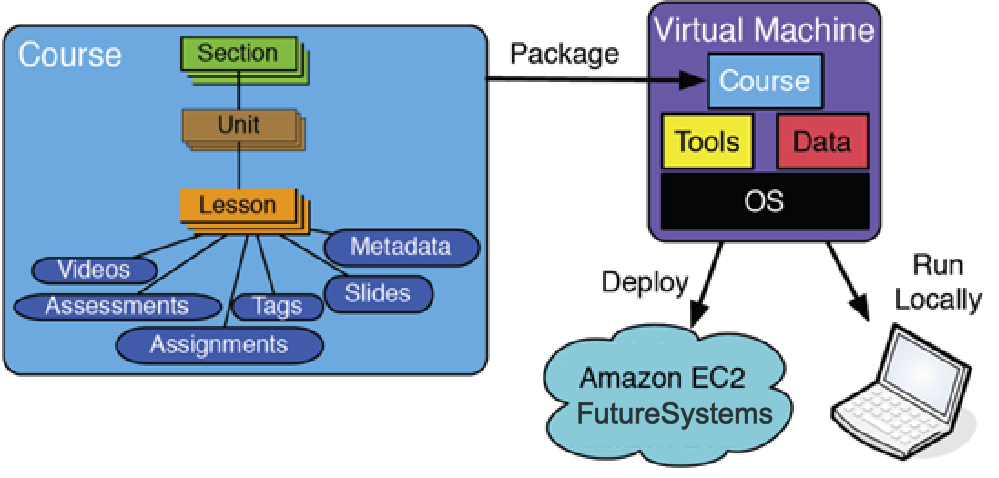 Course
Section
Unit
Lesson
Metadata
Videos
Slides
Assessments
Tags
Assignments
Package
Virtual Machine
Course
Tools
Data
OS
Deploy
Run
Locally
Amazon EC2
FutureSystems